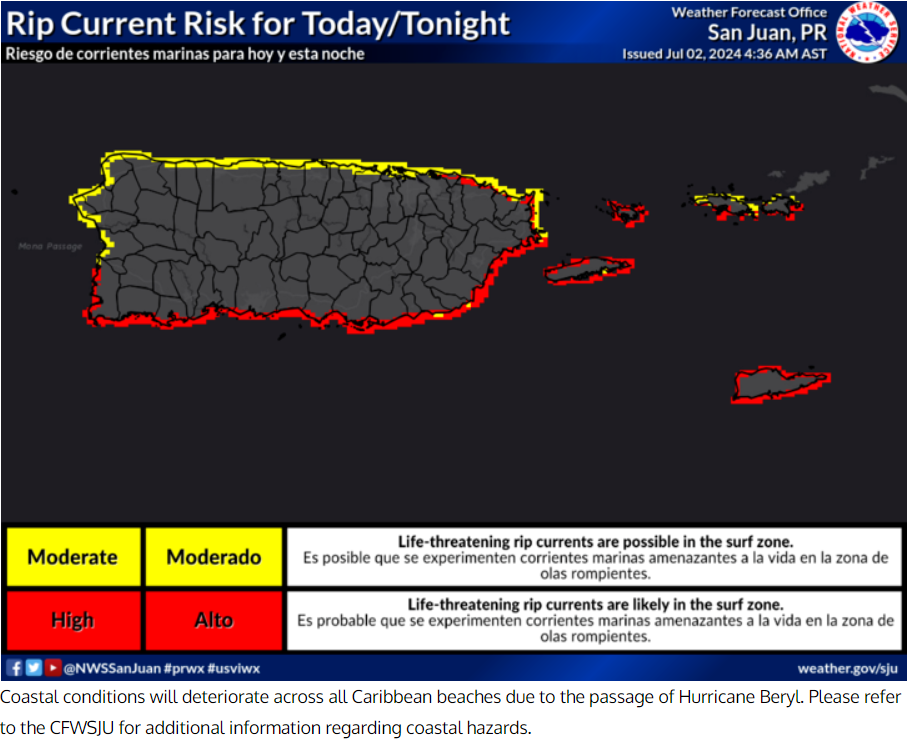 Rip Current Risk for Today/Tonight
Riesgo de corrientes marinas para hoy y esta noche
Weather Forecast Office
San Juan, PR
Issued Jul 02, 2024 4:36 AM AST
NATIONAL WEATHER SERVICE
Mona Passage
Moderate
Moderado
Life-threatening rip currents are possible in the surf zone.
Es posible que se experimenten corrientes marinas amenazantes a la vida en la zona de
olas rompientes.
High
Alto
Life-threatening rip currents are likely in the surf zone.
Es probable que se experimenten corrientes marinas amenazantes a la vida en la zona de
olas rompientes.
@NWSSanJuan #prwx #usviwx
weather.gov/sju
Coastal conditions will deteriorate across all Caribbean beaches due to the passage of Hurricane Beryl. Please refer
to the CFWSJU for additional information regarding coastal hazards.